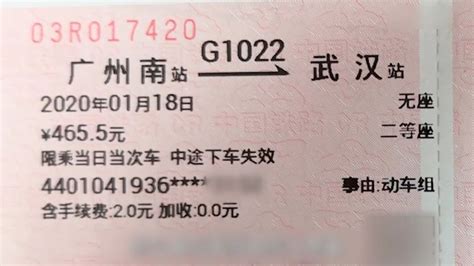 03R017420
广州南站 G1022 武汉站
2020年01月18日 无座
¥465.5元 二等座
限乘当日当次车 中途下车失效
4401041936****
事由:动车组
含手续费:2.0元 加收:0.0元